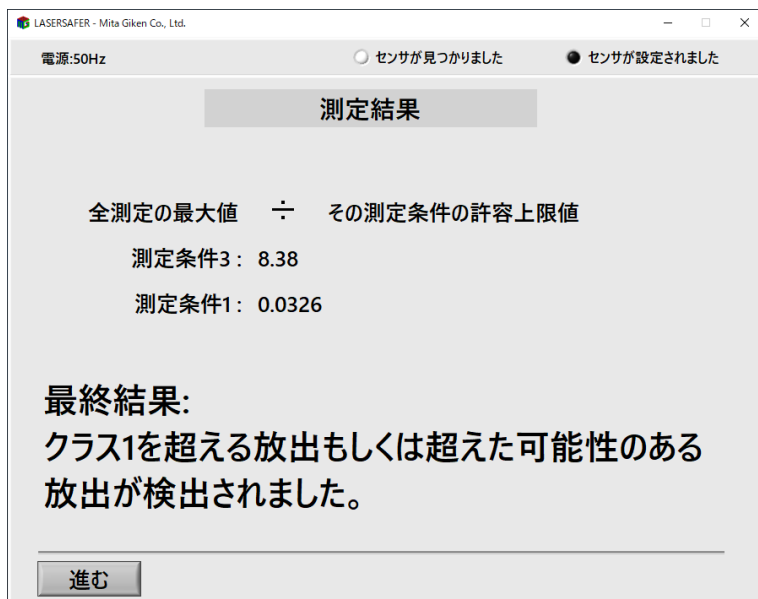 LASERSAFER - Mita Giken Co., Ltd.
電源:50Hz センサが見つかりました センサが設定されました
測定結果
全測定の最大値 ÷ その測定条件の許容上限値
測定条件3 : 8.38
測定条件1 : 0.0326
最終結果:
クラス1を超える放出もしくは超えた可能性のある
放出が検出されました。
進む